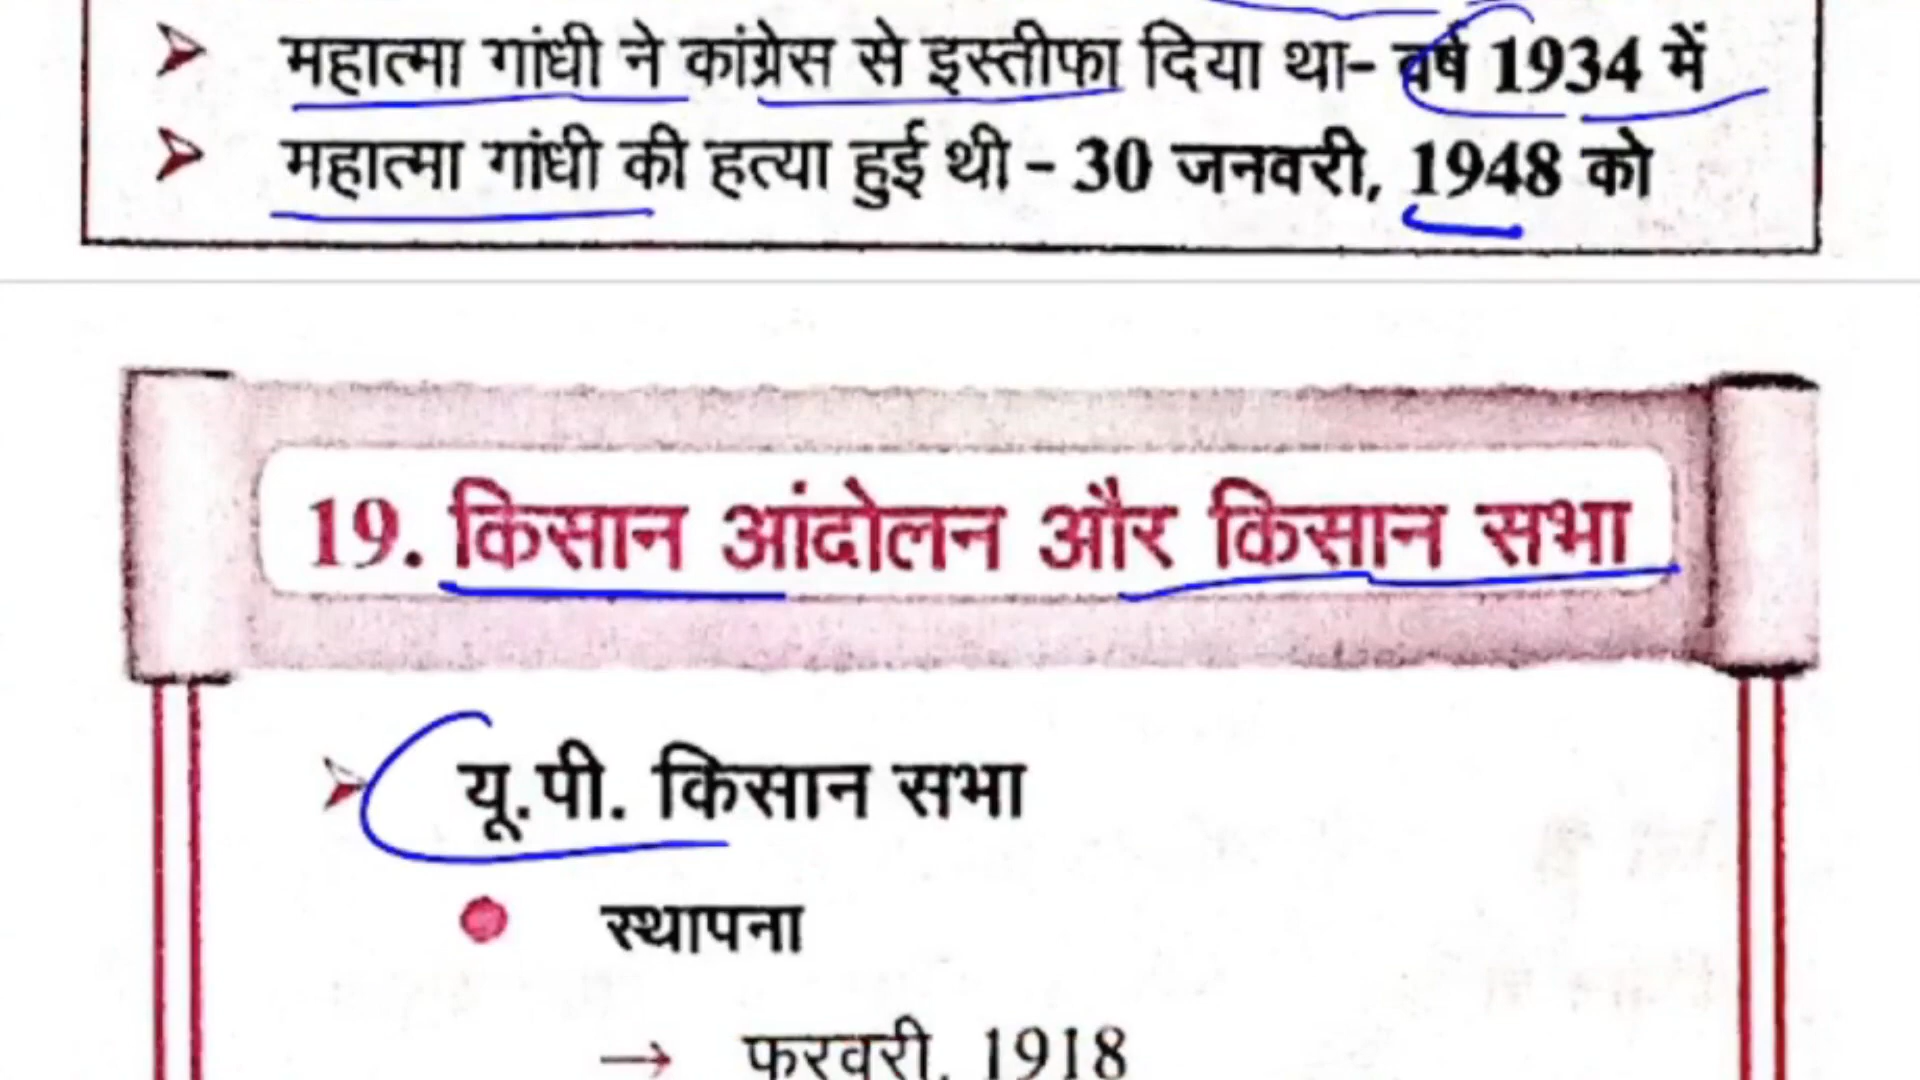 महात्मा गांधी ने कांग्रेस से इस्तीफा दिया था- वर्ष 1934 में
महात्मा गांधी की हत्या हुई थी - 30 जनवरी, 1948 को
19. किसान आंदोलन और किसान सभा
यू.पी. किसान सभा
स्थापना
→ फरवरी, 1918